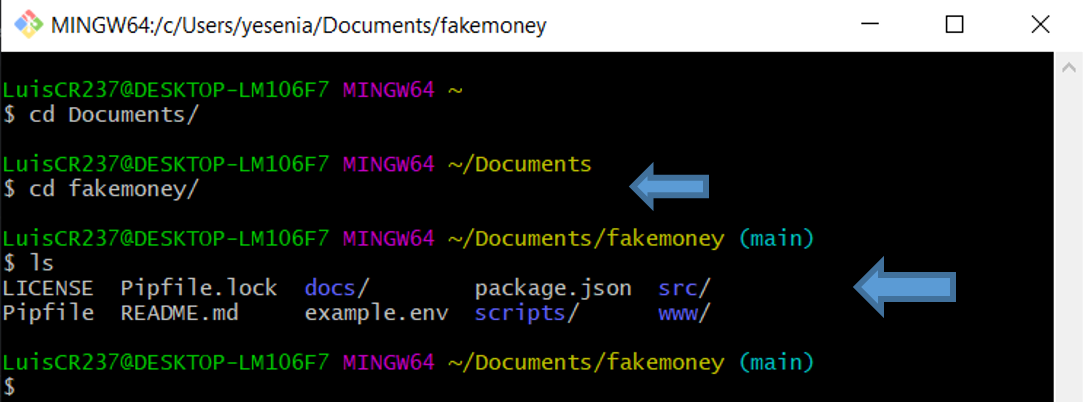 MINGW64:/c/Users/yesenia/Documents/fakemoney
LuisCR237@DESKTOP-LM106F7 MINGW64 ~
$ cd Documents/
LuisCR237@DESKTOP-LM106F7 MINGW64 ~/Documents
$ cd fakemoney/
LuisCR237@DESKTOP-LM106F7 MINGW64 ~/Documents/fakemoney (main)
$ ls
LICENSE  Pipfile.lock  docs/        package.json  src/
Pipfile  README.md     example.env  scripts/      www/
LuisCR237@DESKTOP-LM106F7 MINGW64 ~/Documents/fakemoney (main)
$